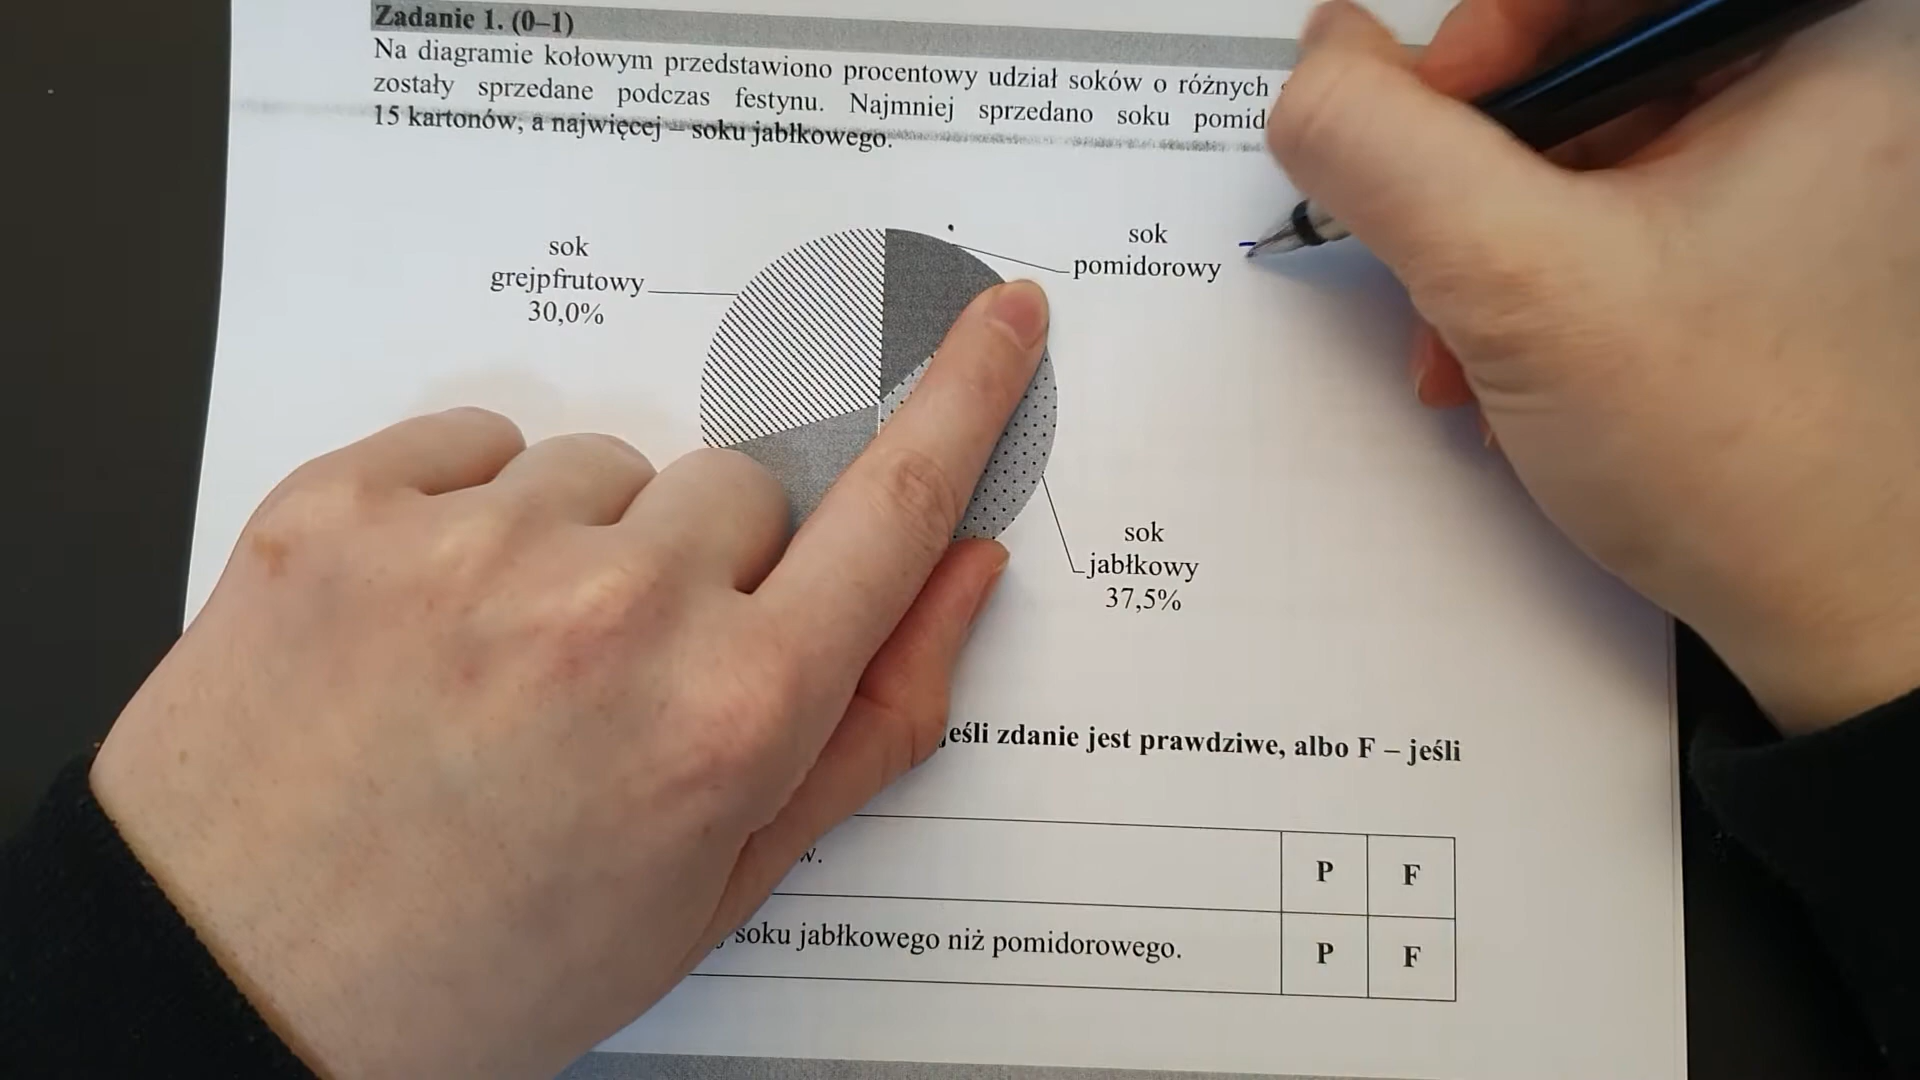 Zadanie 1. (0–1)
Na diagramie kołowym przedstawiono procentowy udział soków o różnych
zostały sprzedane podczas festynu. Najmniej sprzedano soku pomid
15 kartonów, a najwięcej – soku jabłkowego.
sok
pomidorowy
sok
grejpfrutowy
30,0%
sok
jabłkowy
37,5%
eśli zdanie jest prawdziwe, albo F – jeśli
w.
P
F
soku jabłkowego niż pomidorowego.
P
F